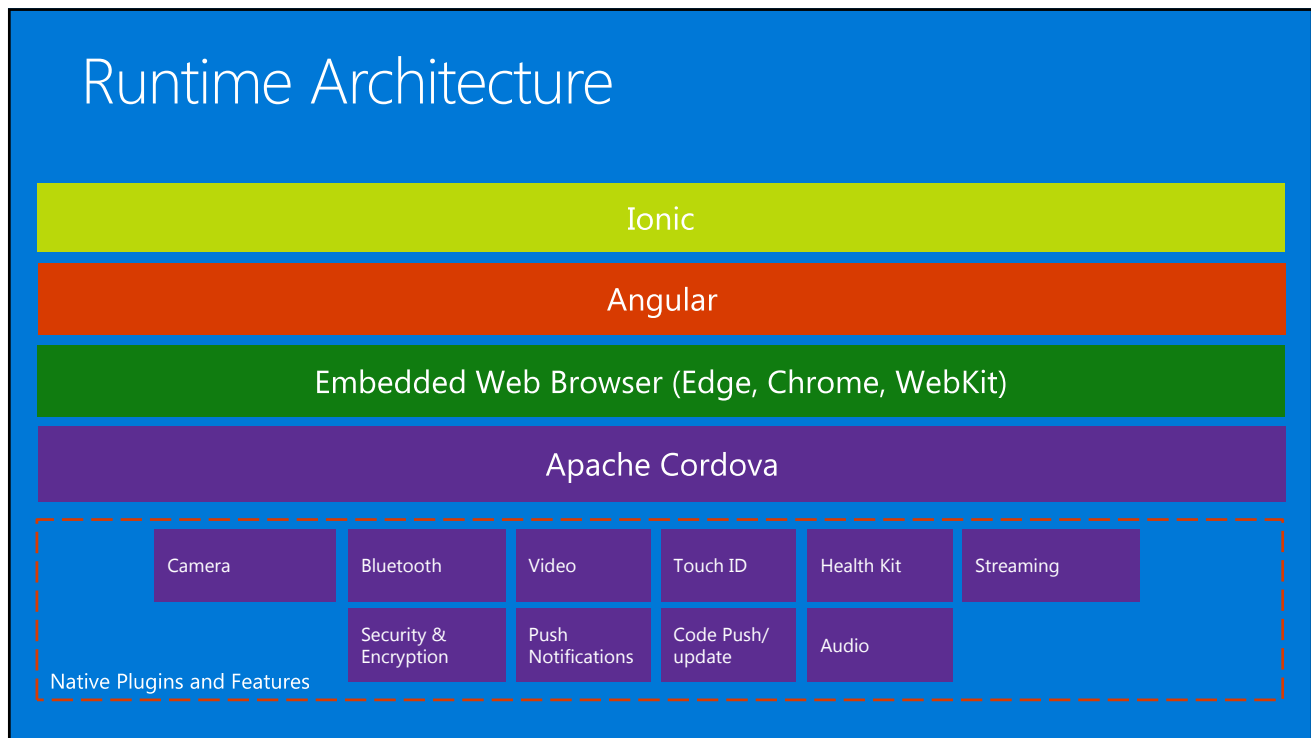 Runtime Architecture
Ionic
Angular
Embedded Web Browser (Edge, Chrome, WebKit)
Apache Cordova
Camera
Bluetooth
Video
Touch ID
Health Kit
Streaming
Security &
Encryption
Push
Notifications
Code Push/
update
Audio
Native Plugins and Features